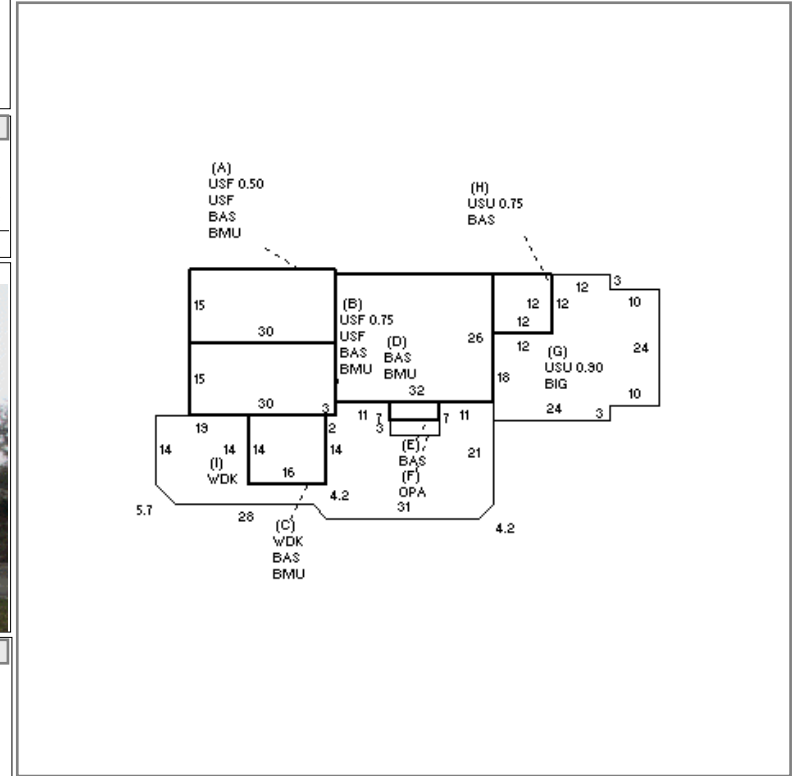 (A)
USF 0.50
USF
BAS
BMU
(H)
USU 0.75
BAS
15
30
15
30
3
(B)
USF 0.75
USF
BAS
BMU
(D)
BAS
BMU
26
32
12
12
12
12
3
10
12
18
(G)
USU 0.90
BIG
24
10
24
3
19
14
14
14
(I)
WDK
16
2
14
11
7
3
7
11
21
(E)
BAS
(F)
OPA
31
4.2
4.2
5.7
28
(C)
WDK
BAS
BMU